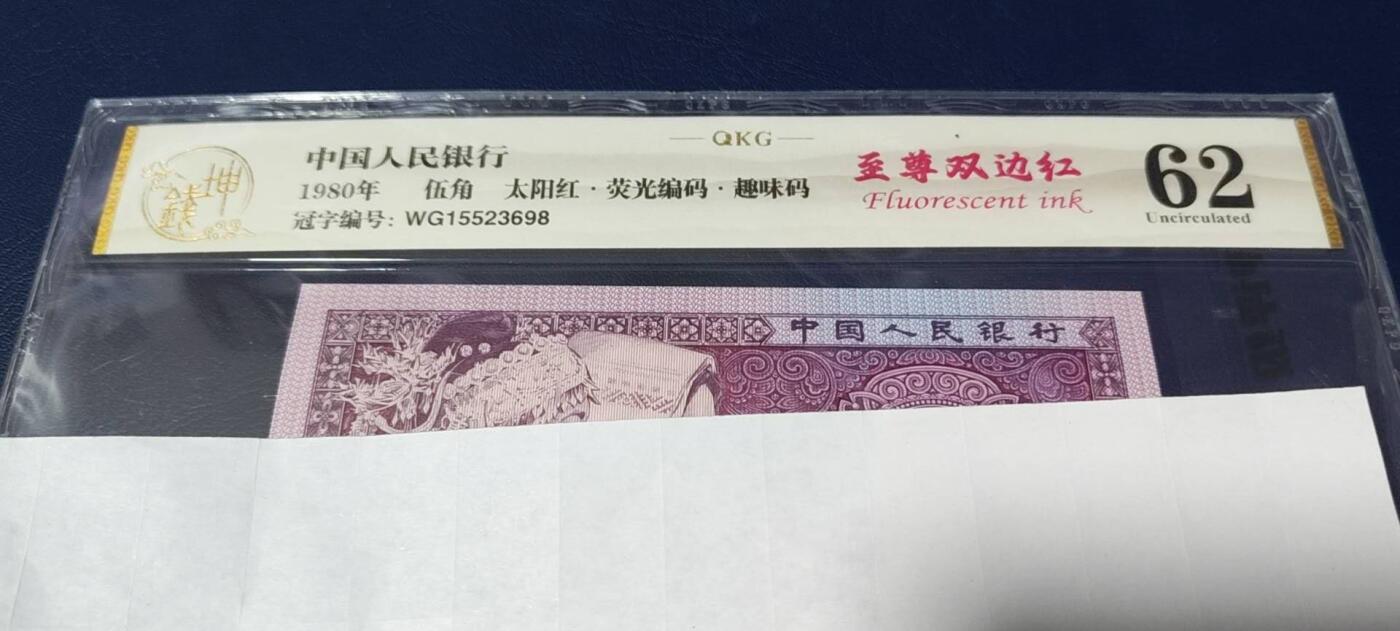 QKG
中国人民银行
1980年 伍角 太阳红·荧光编码·趣味码
冠字编号: WG15523698
至尊双边红
Fluorescent ink
62
Uncirculated
坤
中国人民银行